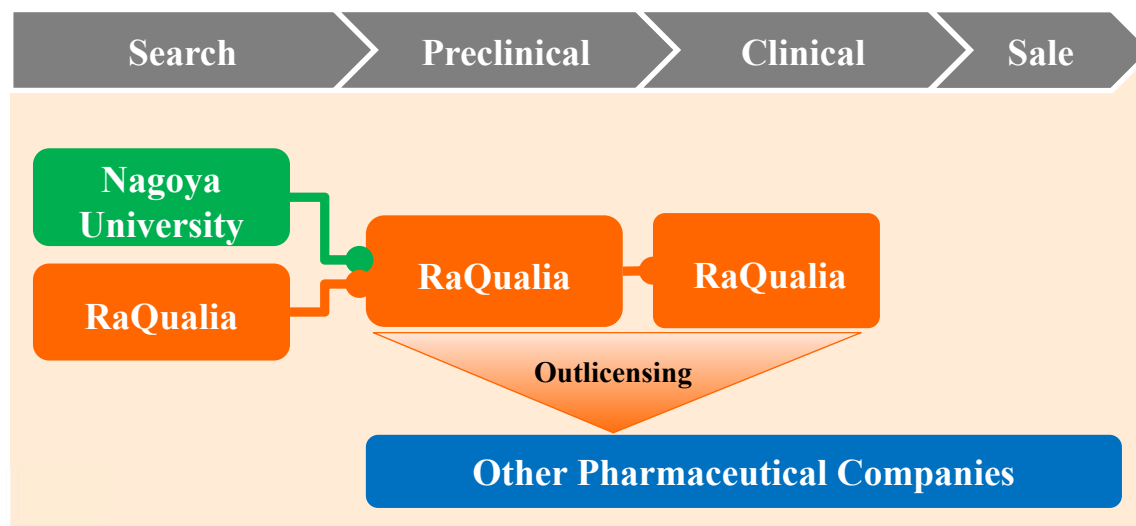 Search
Preclinical
Clinical
Sale
Nagoya
University
RaQualia
RaQualia
RaQualia
Outlicensing
Other Pharmaceutical Companies